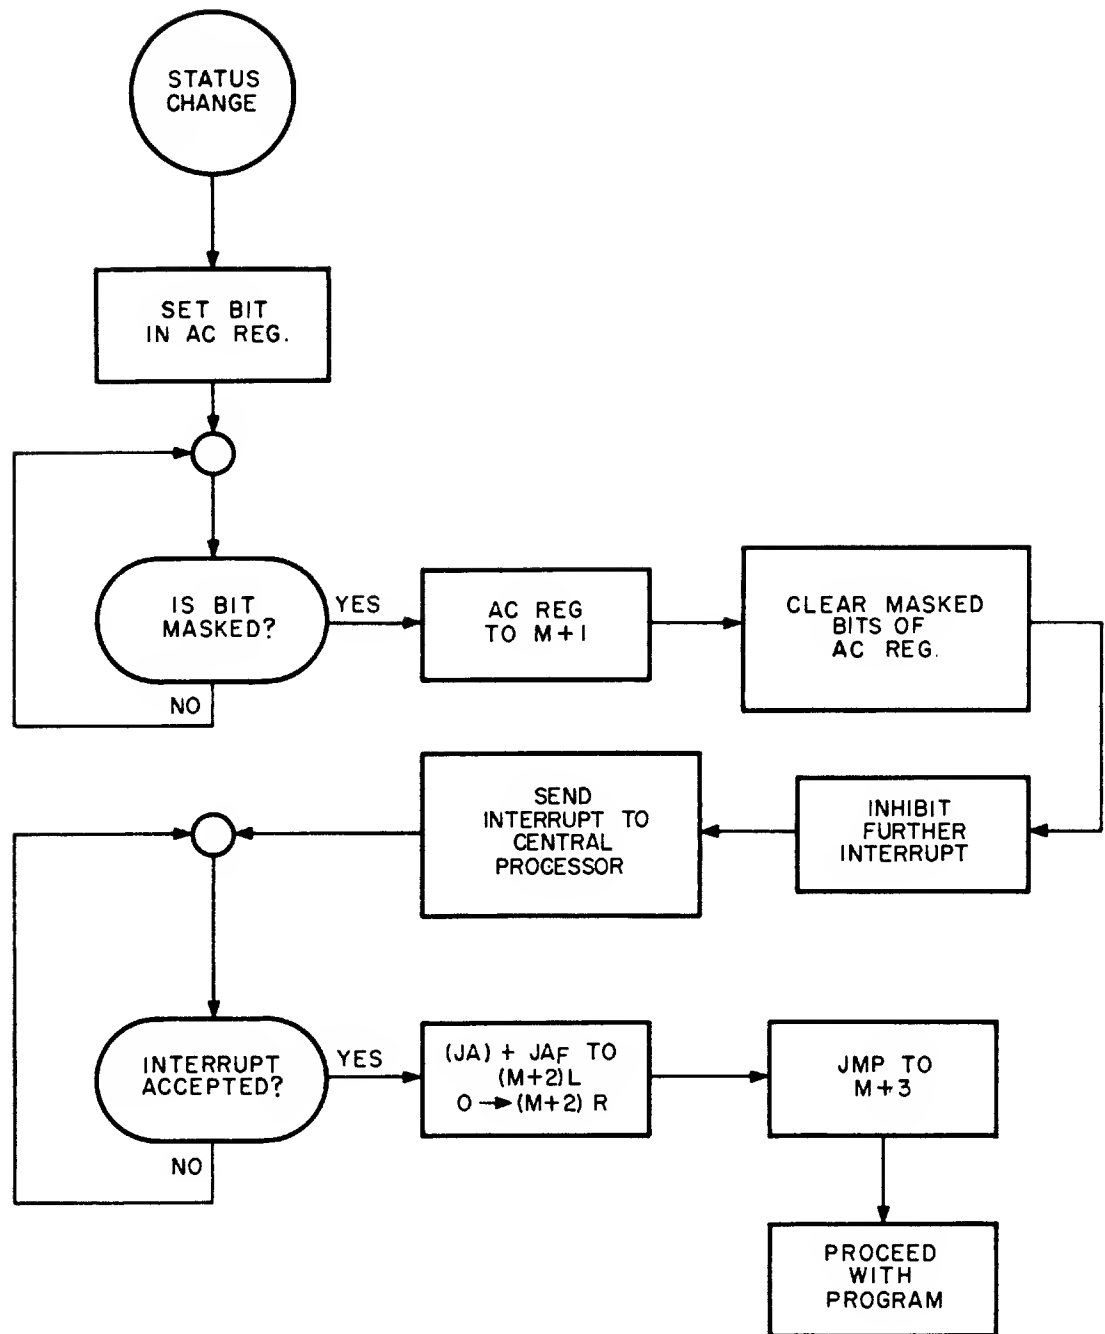 STATUS
CHANGE
SET BIT
IN AC REG.
IS BIT
MASKED?
YES
NO
AC REG
TO M+1
CLEAR MASKED
BITS OF
AC REG.
INHIBIT
FURTHER
INTERRUPT
SEND
INTERRUPT TO
CENTRAL
PROCESSOR
INTERRUPT
ACCEPTED?
YES
NO
(JA) + JAF TO
(M+2)L
O → (M+2) R
JMP TO
M+3
PROCEED
WITH
PROGRAM